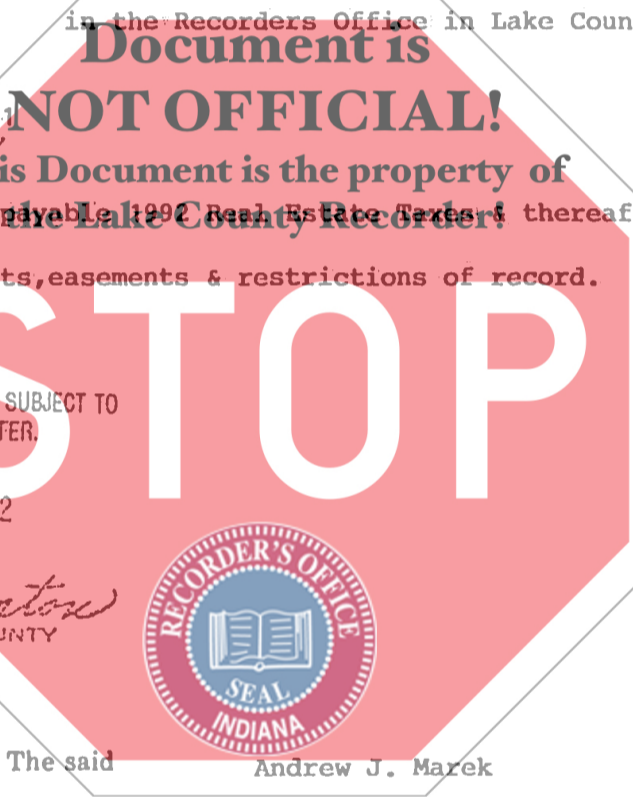 in the Recorders Office in Lake Coun
Document is
NOT OFFICIAL!
is Document is the property of
the Lake County Recorder!
payable 1992 Real Estate Taxes & thereaf
ts,easements & restrictions of record.
STOP
SUBJECT TO
TER.
2
UNTY
RECORDER'S OFFICE
SEAL
INDIANA
The said Andrew J. Marek